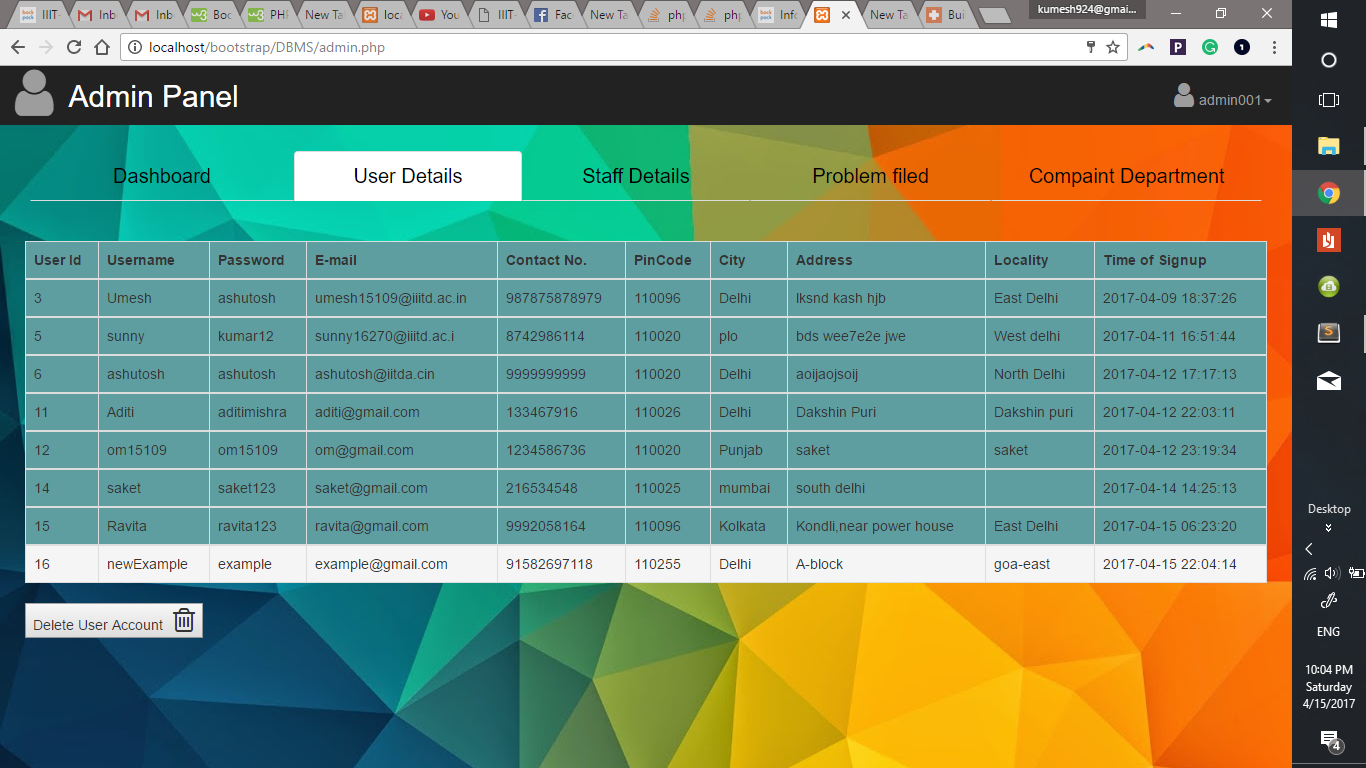 IIIT- Inb Inb Boo PHP New Ta loca You IIIT- Fac New Ta php php Info New Ta Bui kumesh924@gmai...
localhost/bootstrap/DBMS/admin.php
Admin Panel admin001
Dashboard User Details Staff Details Problem filed Compaint Department
User Id Username Password E-mail Contact No. PinCode City Address Locality Time of Signup
3 Umesh ashutosh umesh15109@iiitd.ac.in 987875878979 110096 Delhi lksnd kash hjb East Delhi 2017-04-09 18:37:26
5 sunny kumar12 sunny16270@iiitd.ac.i 8742986114 110020 plo bds wee7e2e jwe West delhi 2017-04-11 16:51:44
6 ashutosh ashutosh ashutosh@iitda.cin 9999999999 110020 Delhi aoijaojsoij North Delhi 2017-04-12 17:17:13
11 Aditi aditimishra aditi@gmail.com 133467916 110026 Delhi Dakshin Puri Dakshin puri 2017-04-12 22:03:11
12 om15109 om15109 om@gmail.com 1234586736 110020 Punjab saket saket 2017-04-12 23:19:34
14 saket saket123 saket@gmail.com 216534548 110025 mumbai south delhi 2017-04-14 14:25:13
15 Ravita ravita123 ravita@gmail.com 9992058164 110096 Kolkata Kondli,near power house East Delhi 2017-04-15 06:23:20
16 newExample example example@gmail.com 91582697118 110255 Delhi A-block goa-east 2017-04-15 22:04:14
Delete User Account
Desktop
ENG
10:04 PM
Saturday
4/15/2017
4